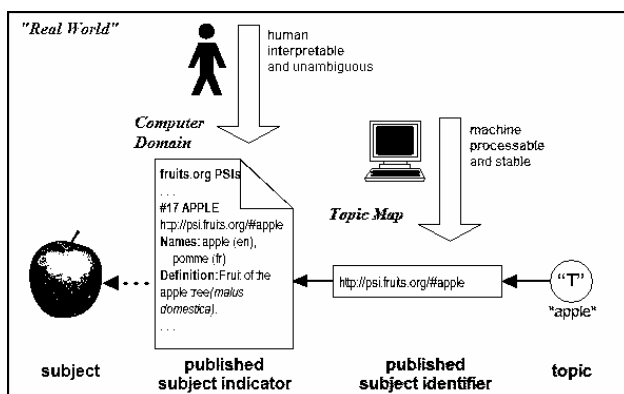 "Real World"
human
interpretable
and unambiguous
Computer
Domain
machine
processable
and stable
fruits.org PSIs
. . .
#17 APPLE
http://psi.fruits.org/#apple
Names: apple (en),
pomme (fr)
Definition: Fruit of the
apple tree(malus
domestica).
. . .
Topic Map
http://psi.fruits.org/#apple
"T"
"apple"
subject
published
subject indicator
published
subject identifier
topic